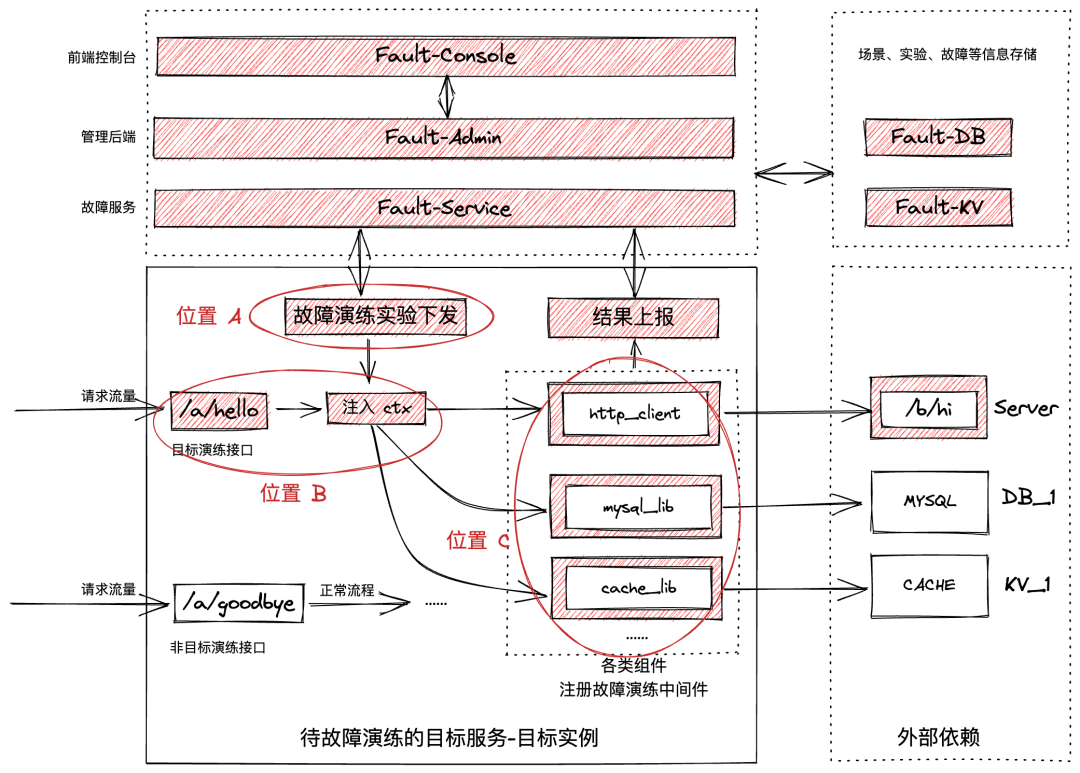 前端控制台
Fault-Console
场景、实验、故障等信息存储
管理后端
Fault-Admin
Fault-DB
故障服务
Fault-Service
Fault-KV
位置 A
故障演练实验下发
结果上报
请求流量
/a/hello
注入 ctx
http_client
/b/hi
Server
目标演练接口
位置 B
mysql_lib
MYSQL
DB_1
位置 C
请求流量
/a/goodbye
正常流程
......
cache_lib
CACHE
KV_1
......
非目标演练接口
各类组件
注册故障演练中间件
待故障演练的目标服务-目标实例
外部依赖